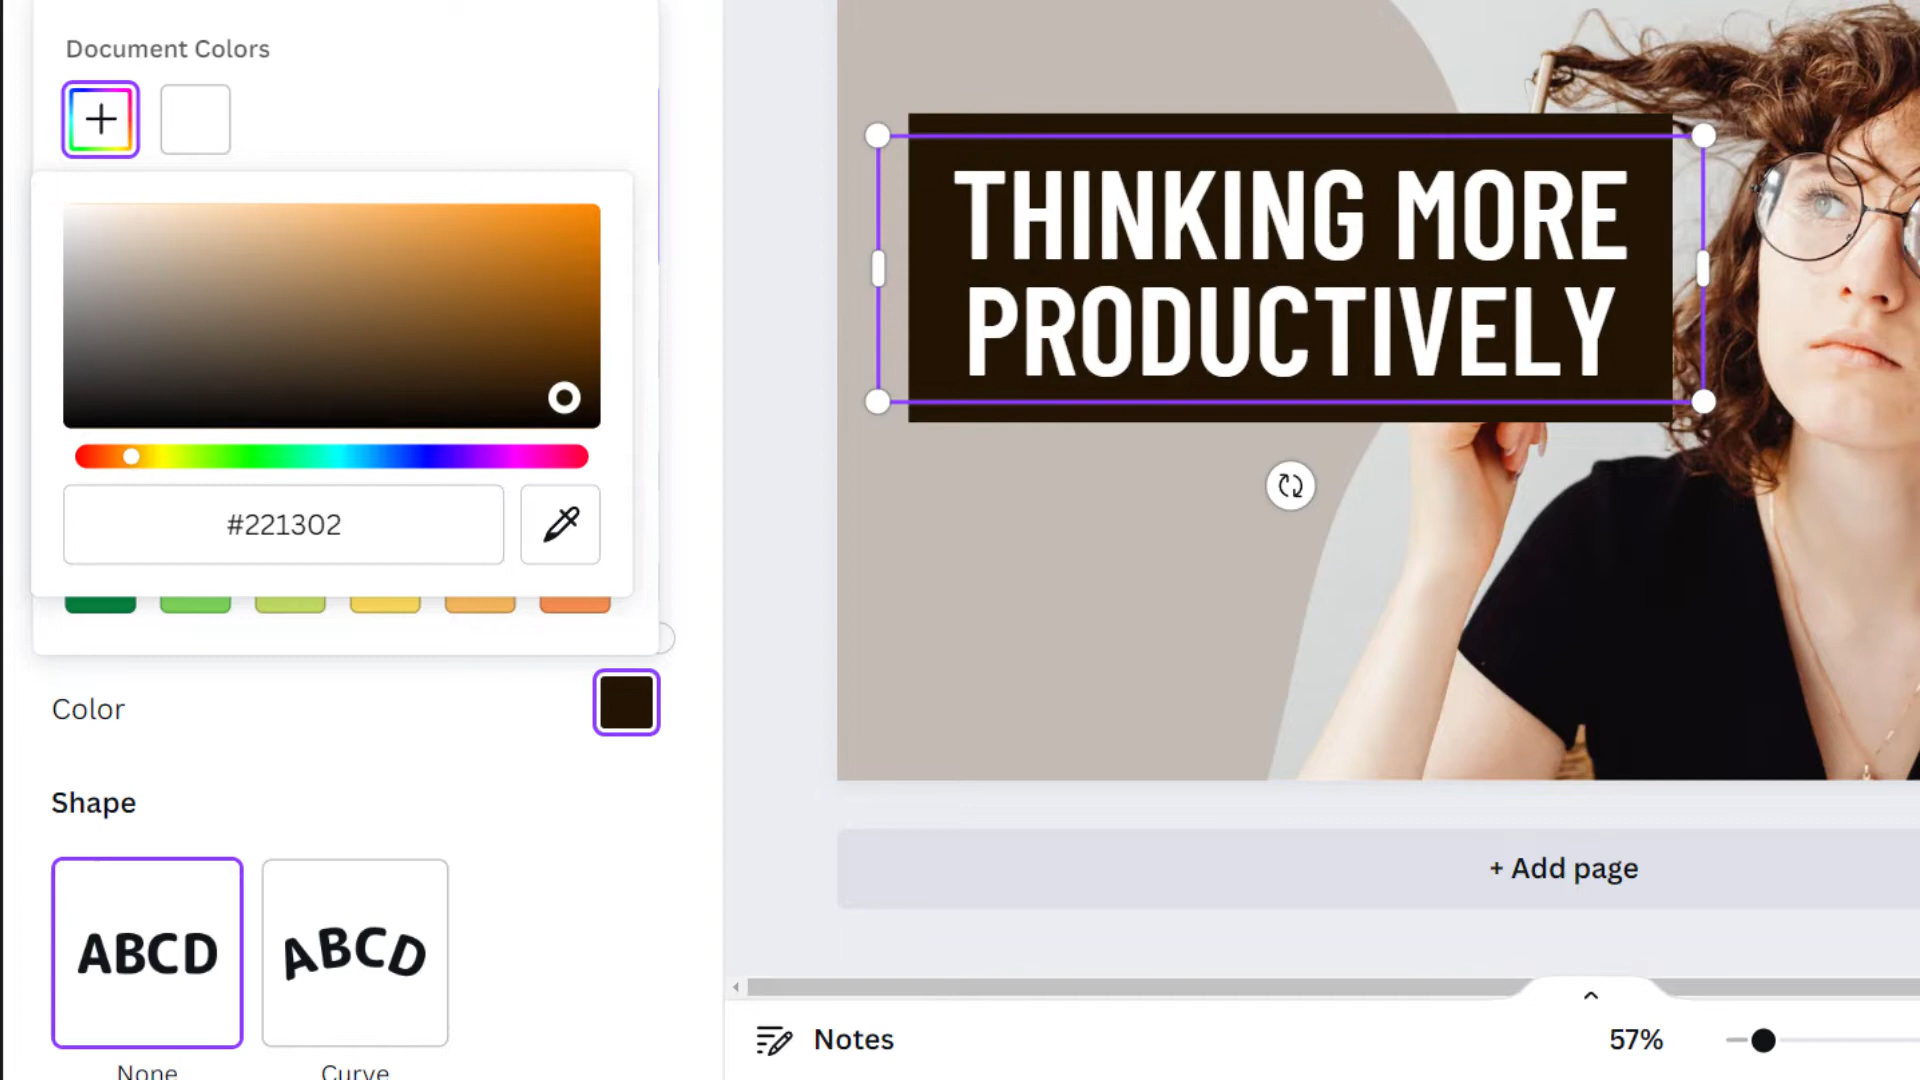 Document Colors
#221302
Color
Shape
ABCD
ABCD
None
Curve
THINKING MORE
PRODUCTIVELY
+ Add page
Notes
57%